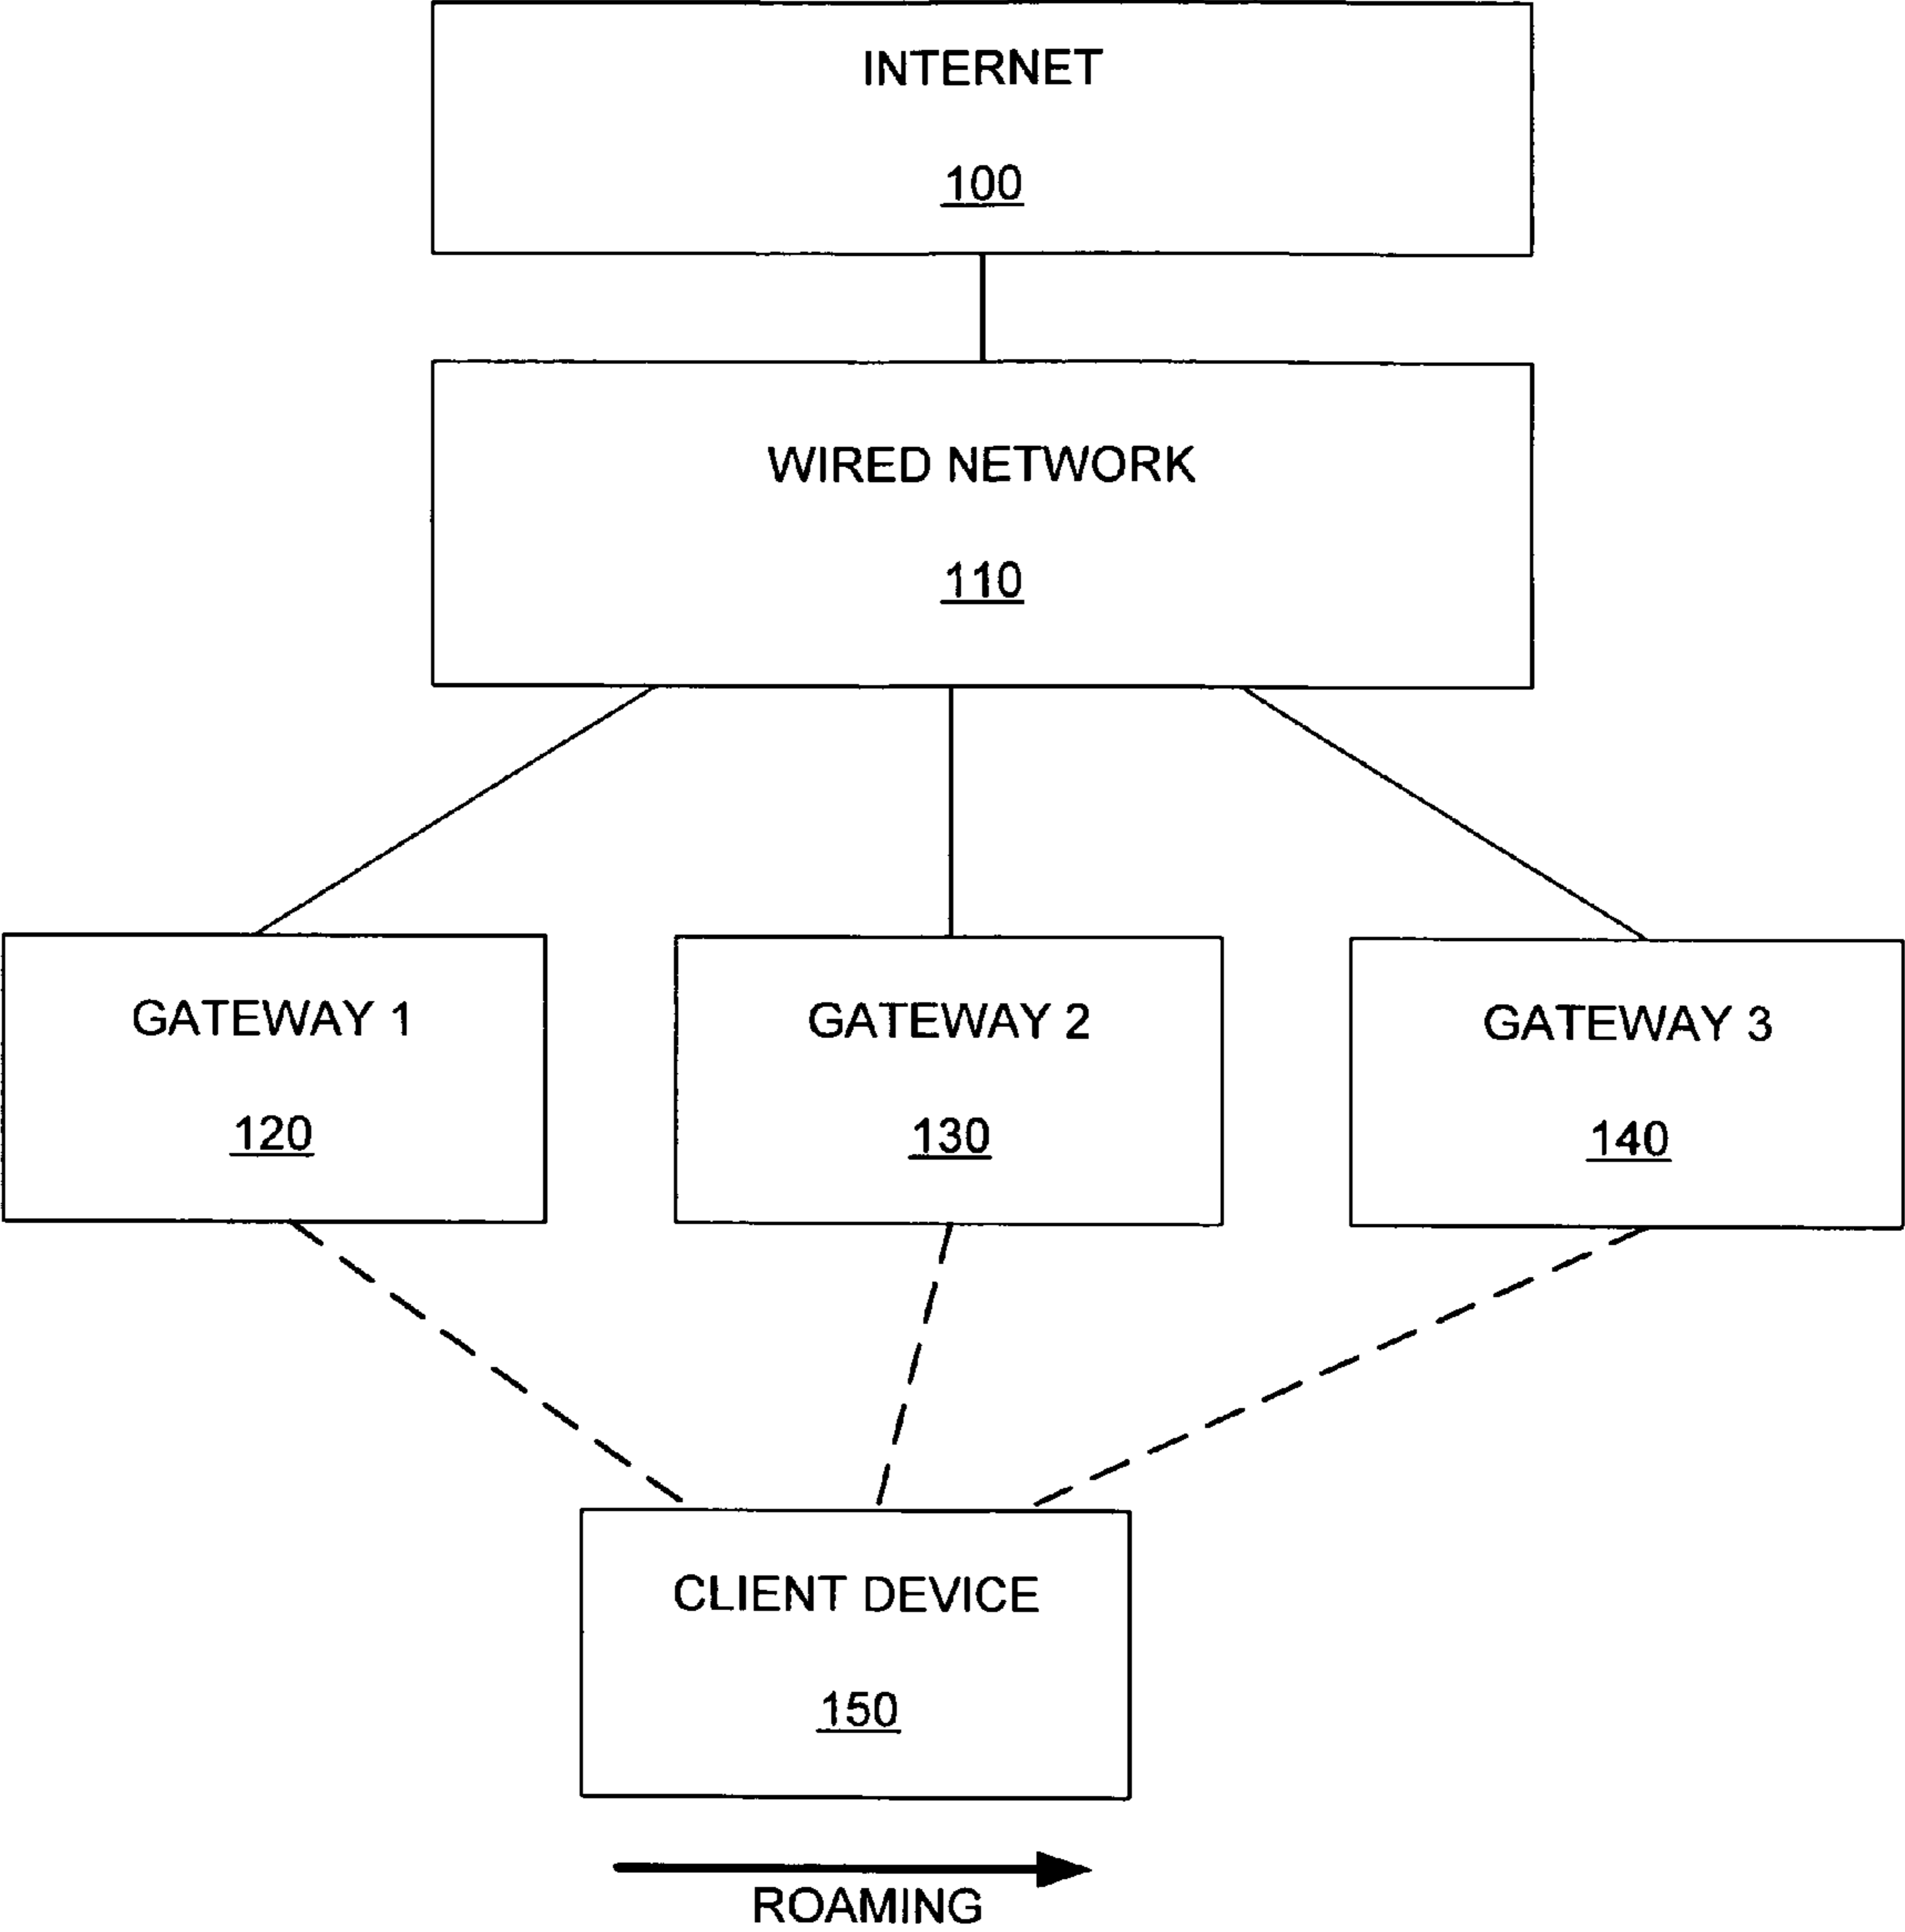 INTERNET
100
WIRED NETWORK
110
GATEWAY 1
120
GATEWAY 2
130
GATEWAY 3
140
CLIENT DEVICE
150
ROAMING